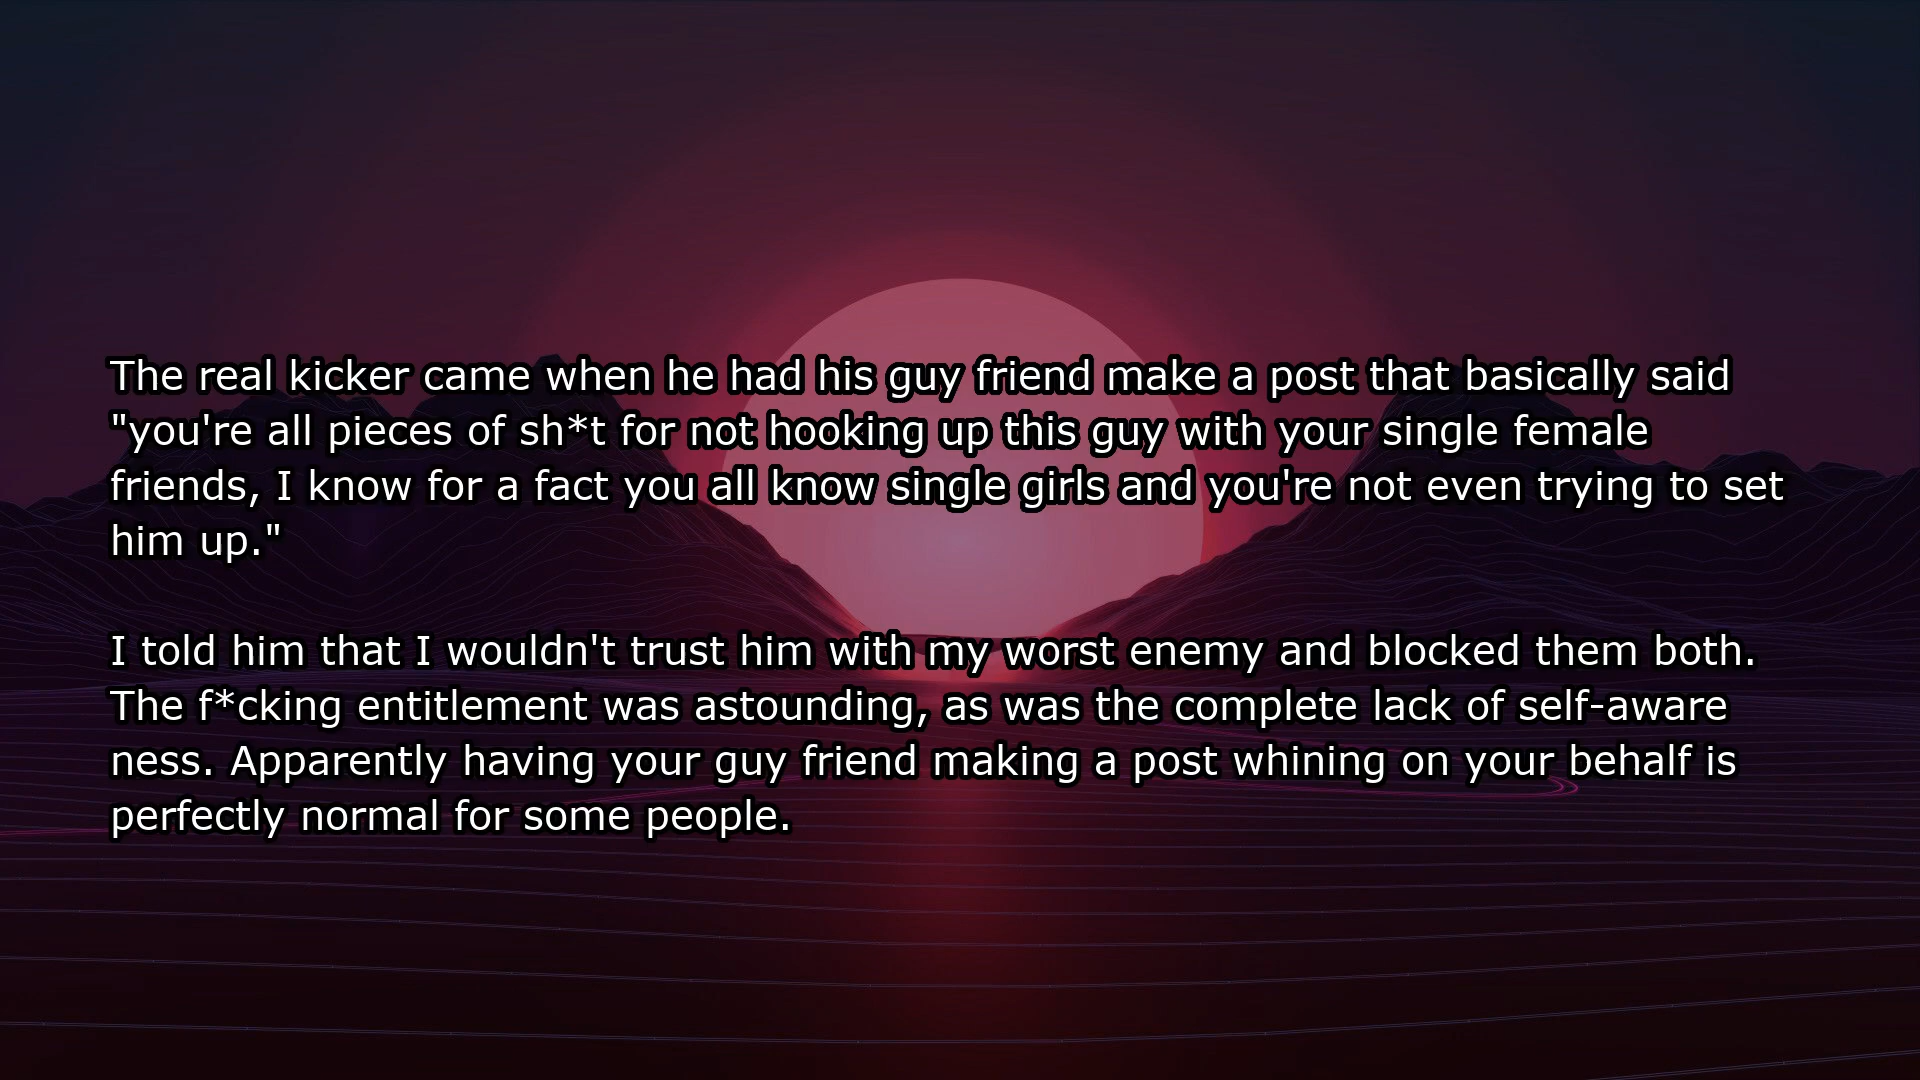 The real kicker came when he had his guy friend make a post that basically said
"you're all pieces of sh*t for not hooking up this guy with your single female
friends, I know for a fact you all know single girls and you're not even trying to set
him up."
I told him that I wouldn't trust him with my worst enemy and blocked them both.
The f*cking entitlement was astounding, as was the complete lack of self-aware
ness. Apparently having your guy friend making a post whining on your behalf is
perfectly normal for some people.